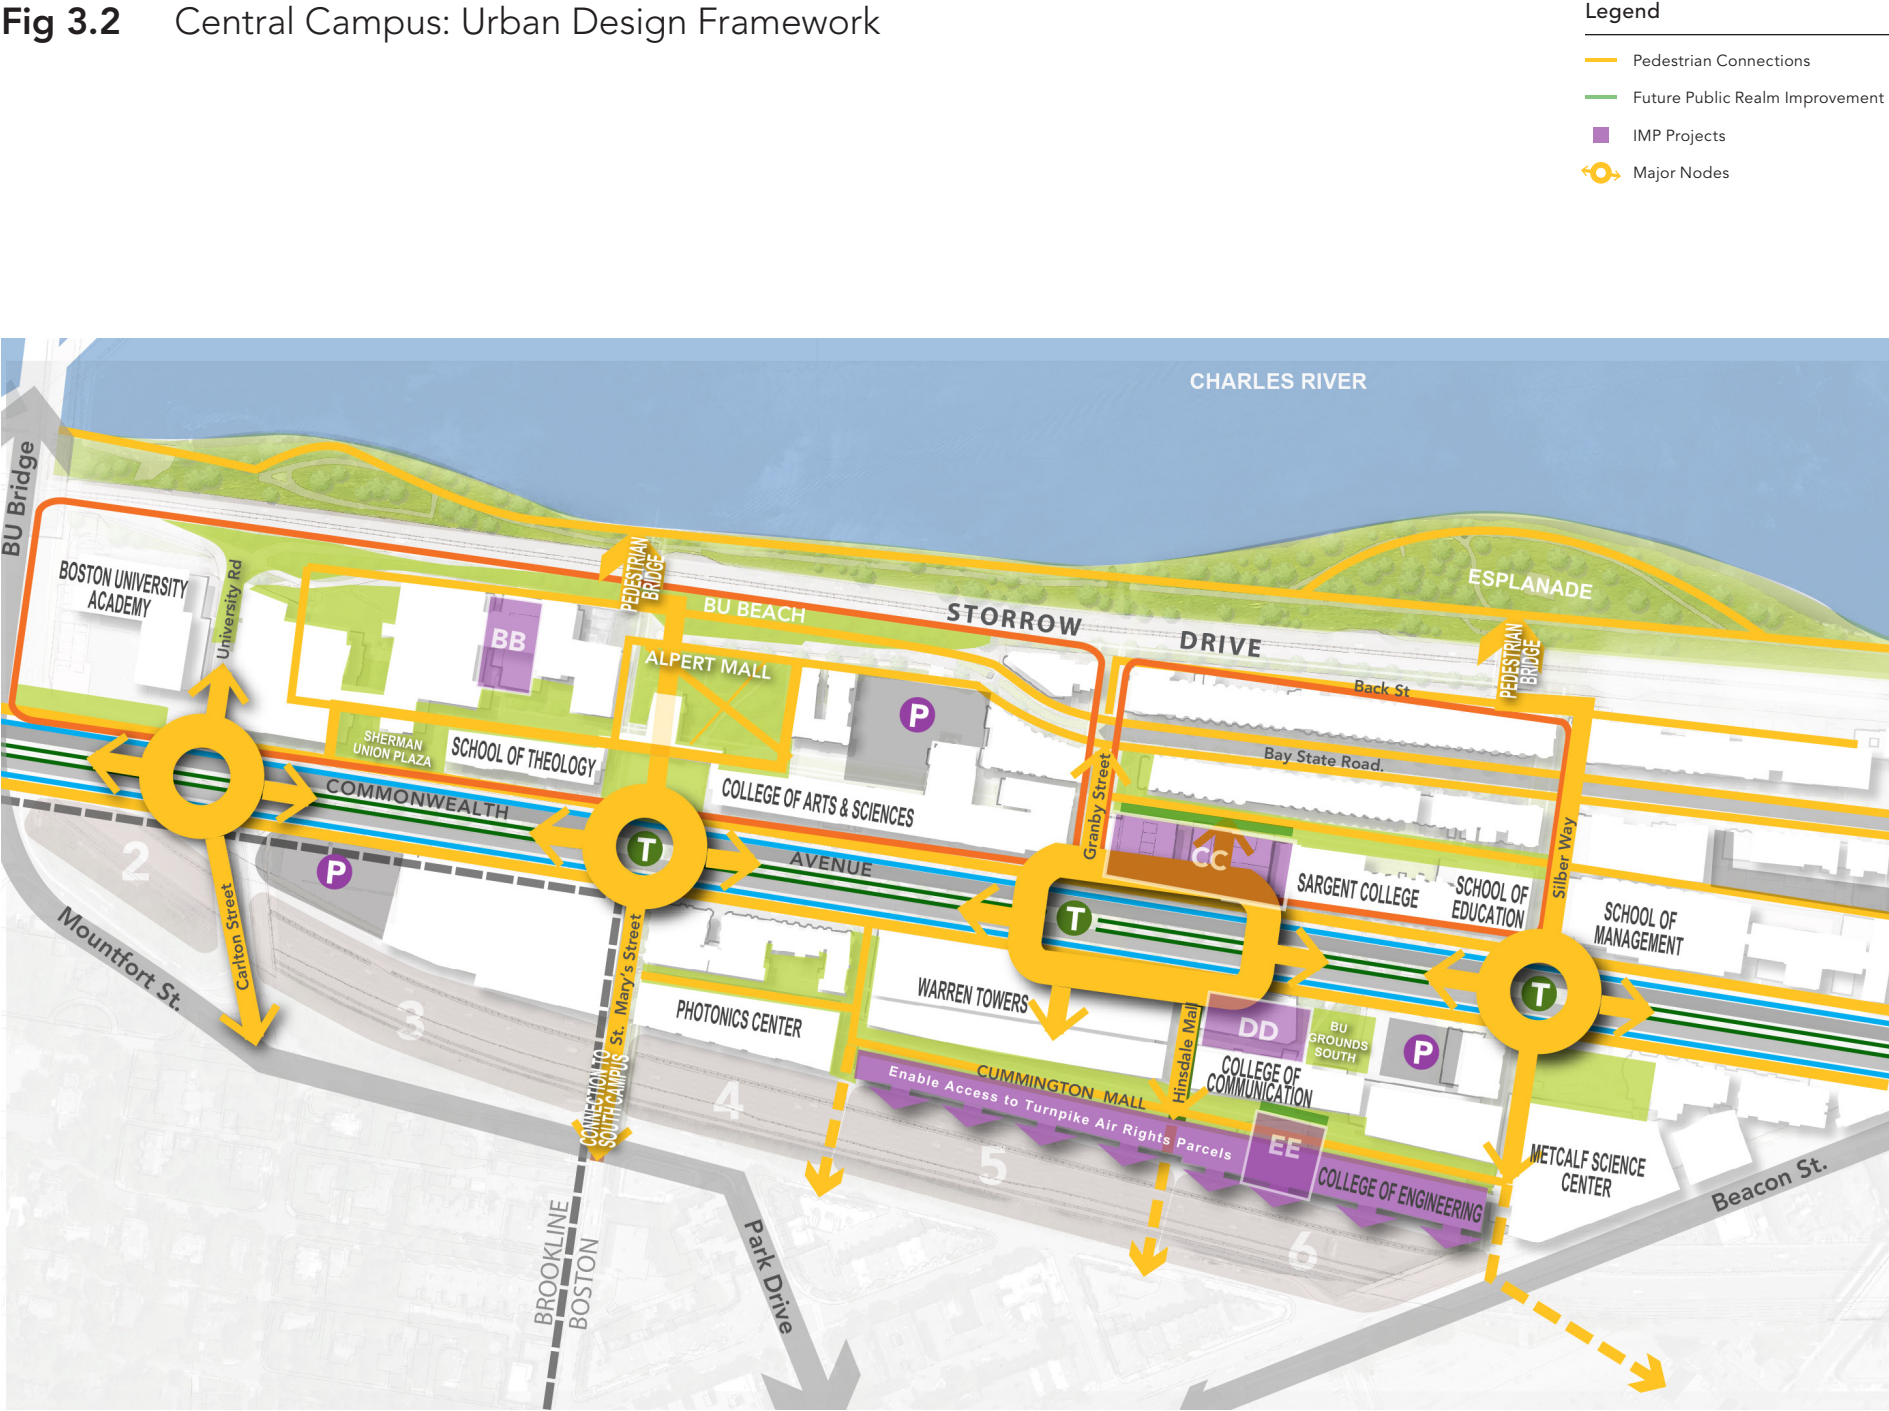 Fig 3.2 Central Campus: Urban Design Framework
Legend
Pedestrian Connections
Future Public Realm Improvement
IMP Projects
Major Nodes
CHARLES RIVER
BU Bridge
ESPLANADE
PEDESTRIAN
BRIDGE
BOSTON UNIVERSITY
ACADEMY
University Rd
BB
BU BEACH
STORROW
DRIVE
PEDESTRIAN
BRIDGE
ALPERT MALL
Back St
P
SHERMAN
UNION PLAZA
SCHOOL OF THEOLOGY
Bay State Road.
COLLEGE OF ARTS & SCIENCES
Granby Street
COMMONWEALTH
AVENUE
T
CC
SARGENT COLLEGE
SCHOOL OF
EDUCATION
Silber Way
SCHOOL OF
MANAGEMENT
2
P
Carlton Street
Mountfort St.
T
T
3
St. Mary's Street
CONNECTION TO
SOUTH CAMPUS
PHOTONICS CENTER
WARREN TOWERS
Hinsdale Mall
DD
BU
GROUNDS
SOUTH
P
COLLEGE OF
COMMUNICATION
CUMMINGTON MALL
Enable Access to Turnpike Air Rights Parcels
4
5
EE
COLLEGE OF ENGINEERING
6
METCALF SCIENCE
CENTER
Beacon St.
BROOKLINE
BOSTON
Park Drive